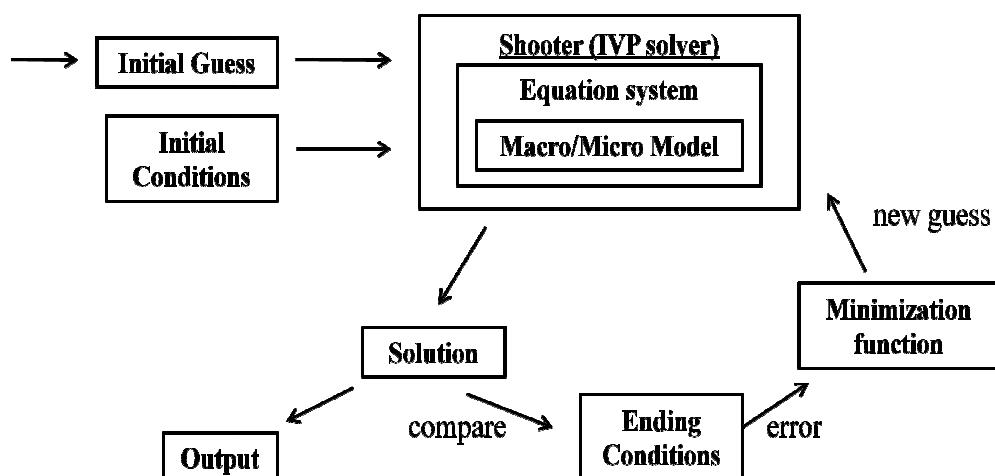 Initial Guess
Initial
Conditions
Shooter (IVP solver)
Equation system
Macro/Micro Model
new guess
Minimization
function
Solution
compare
Ending
Conditions
error
Output